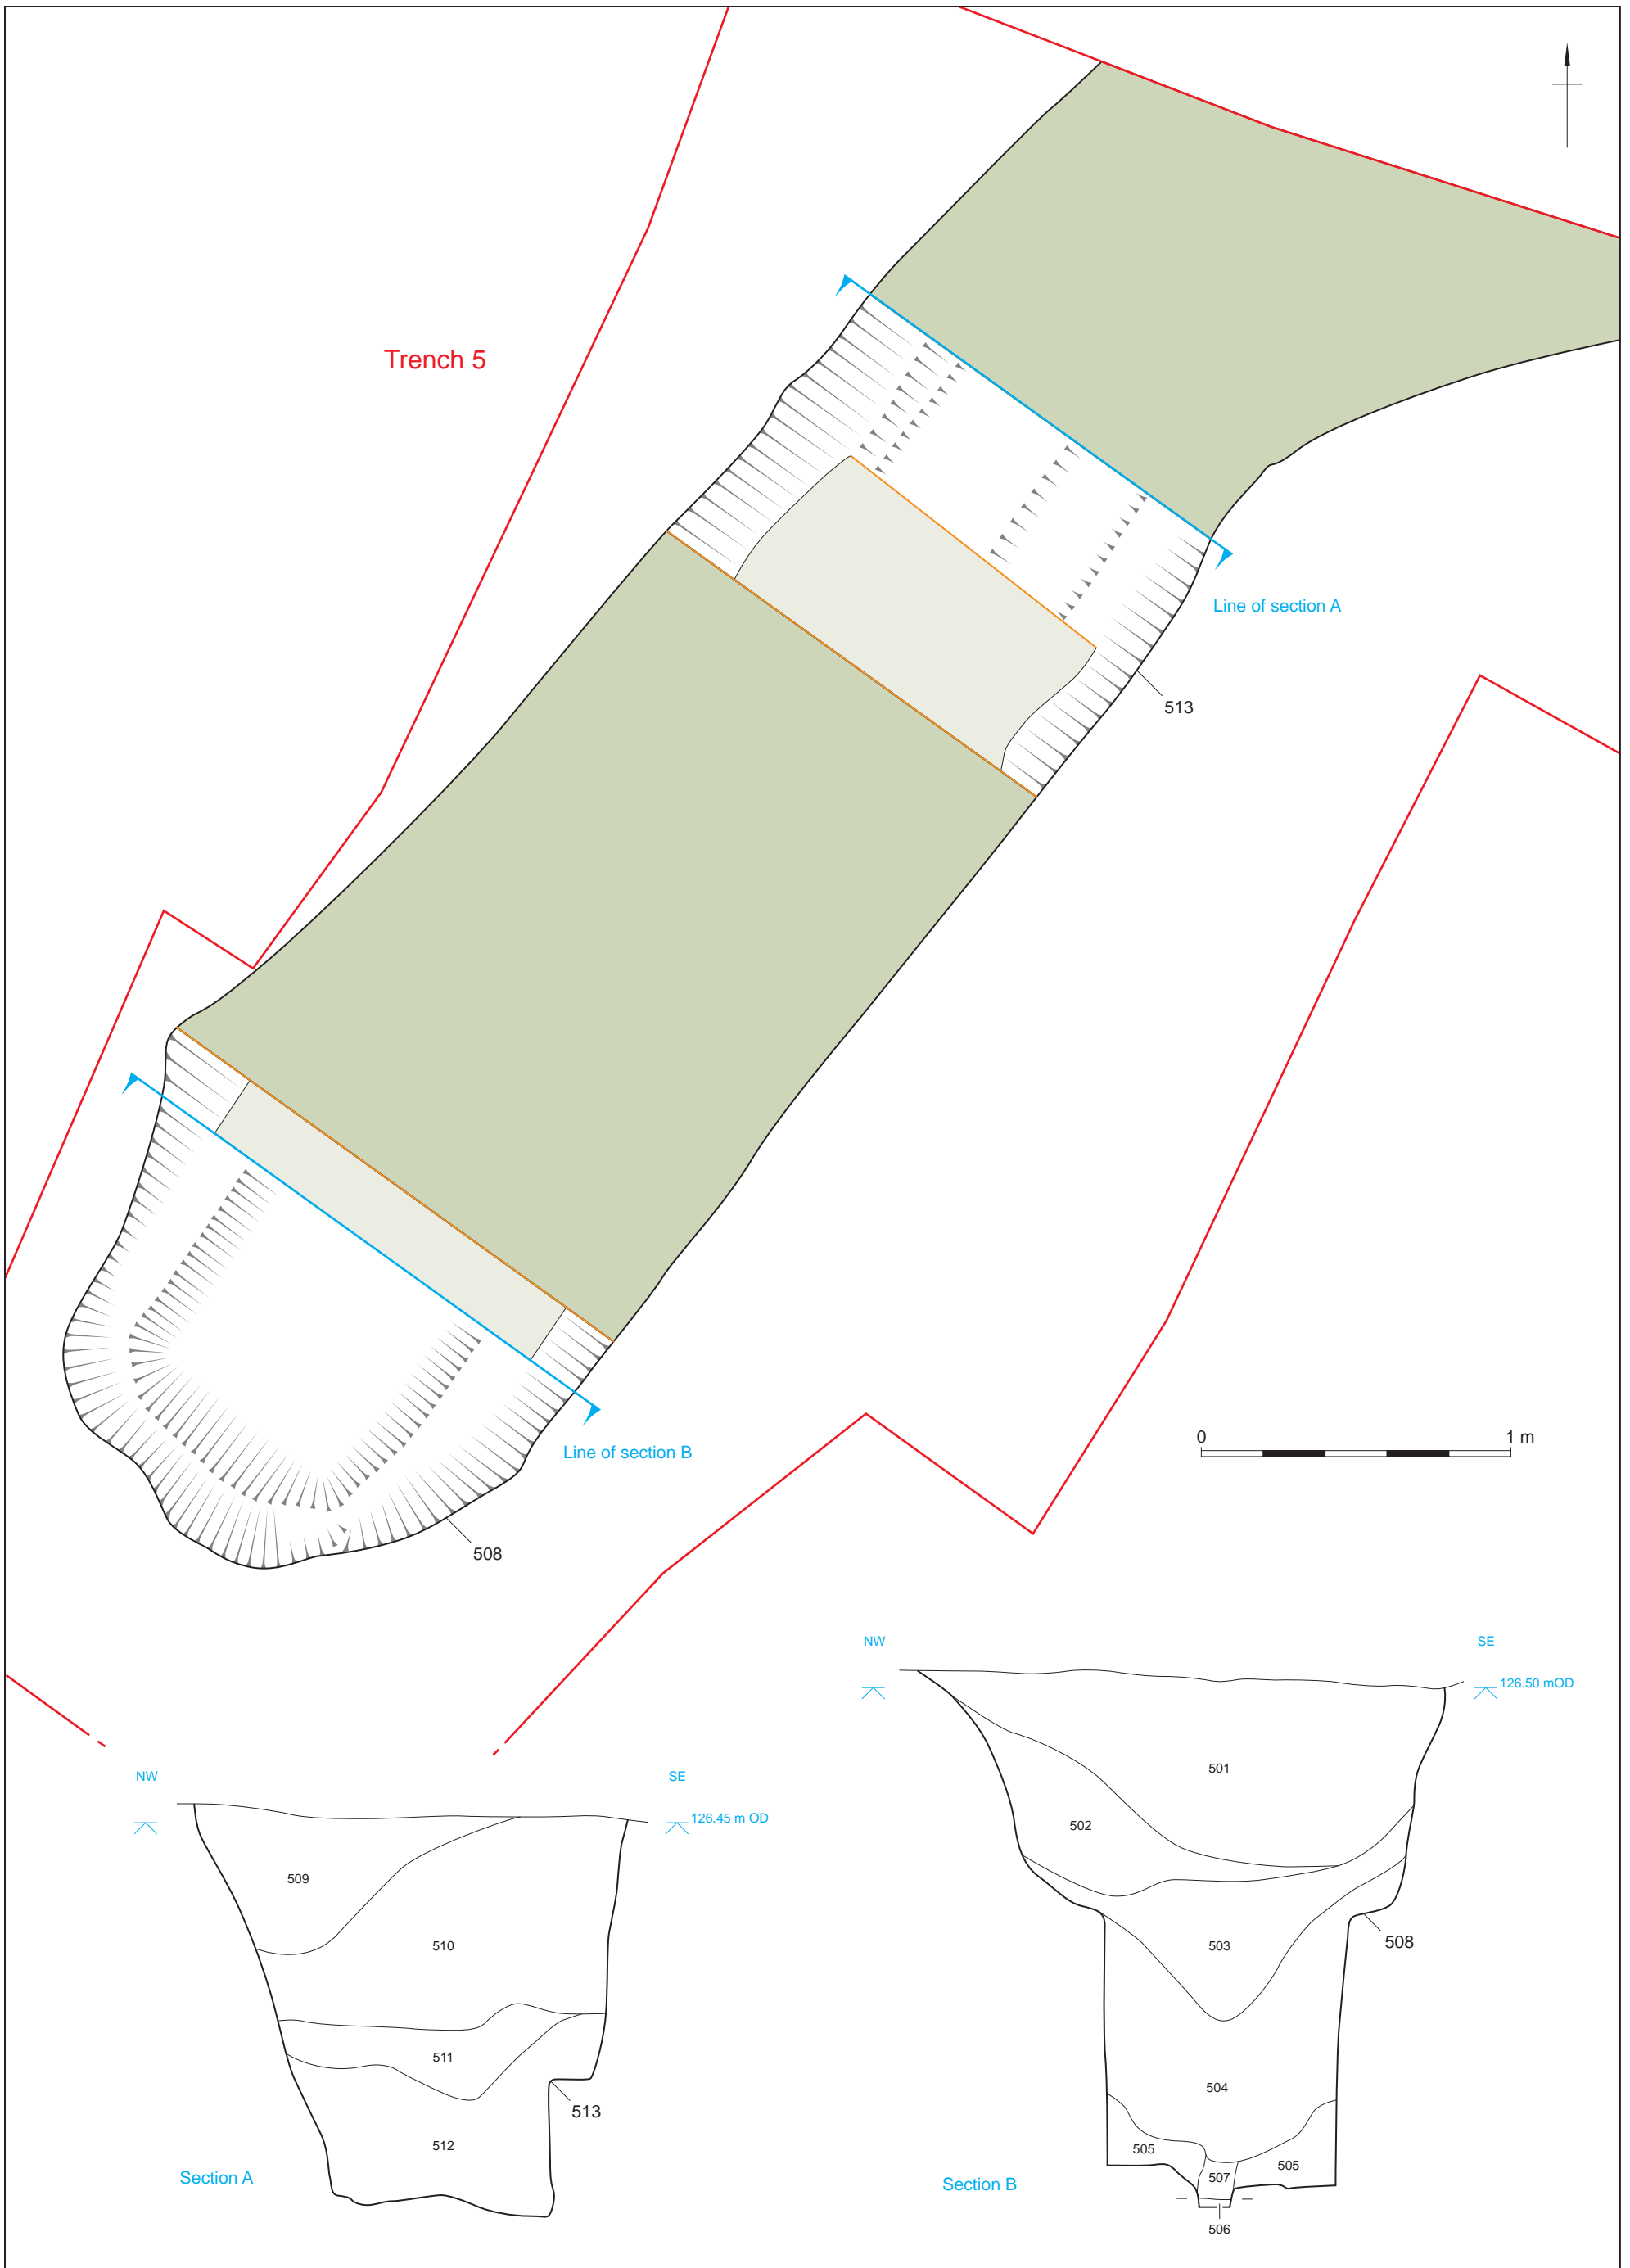 Trench 5
Line of section A
513
0 1 m
Line of section B
508
NW SE
126.50 mOD
501
502
503
508
504
505 505
507
506
Section B
NW SE
126.45 m OD
509
510
511
513
512
Section A